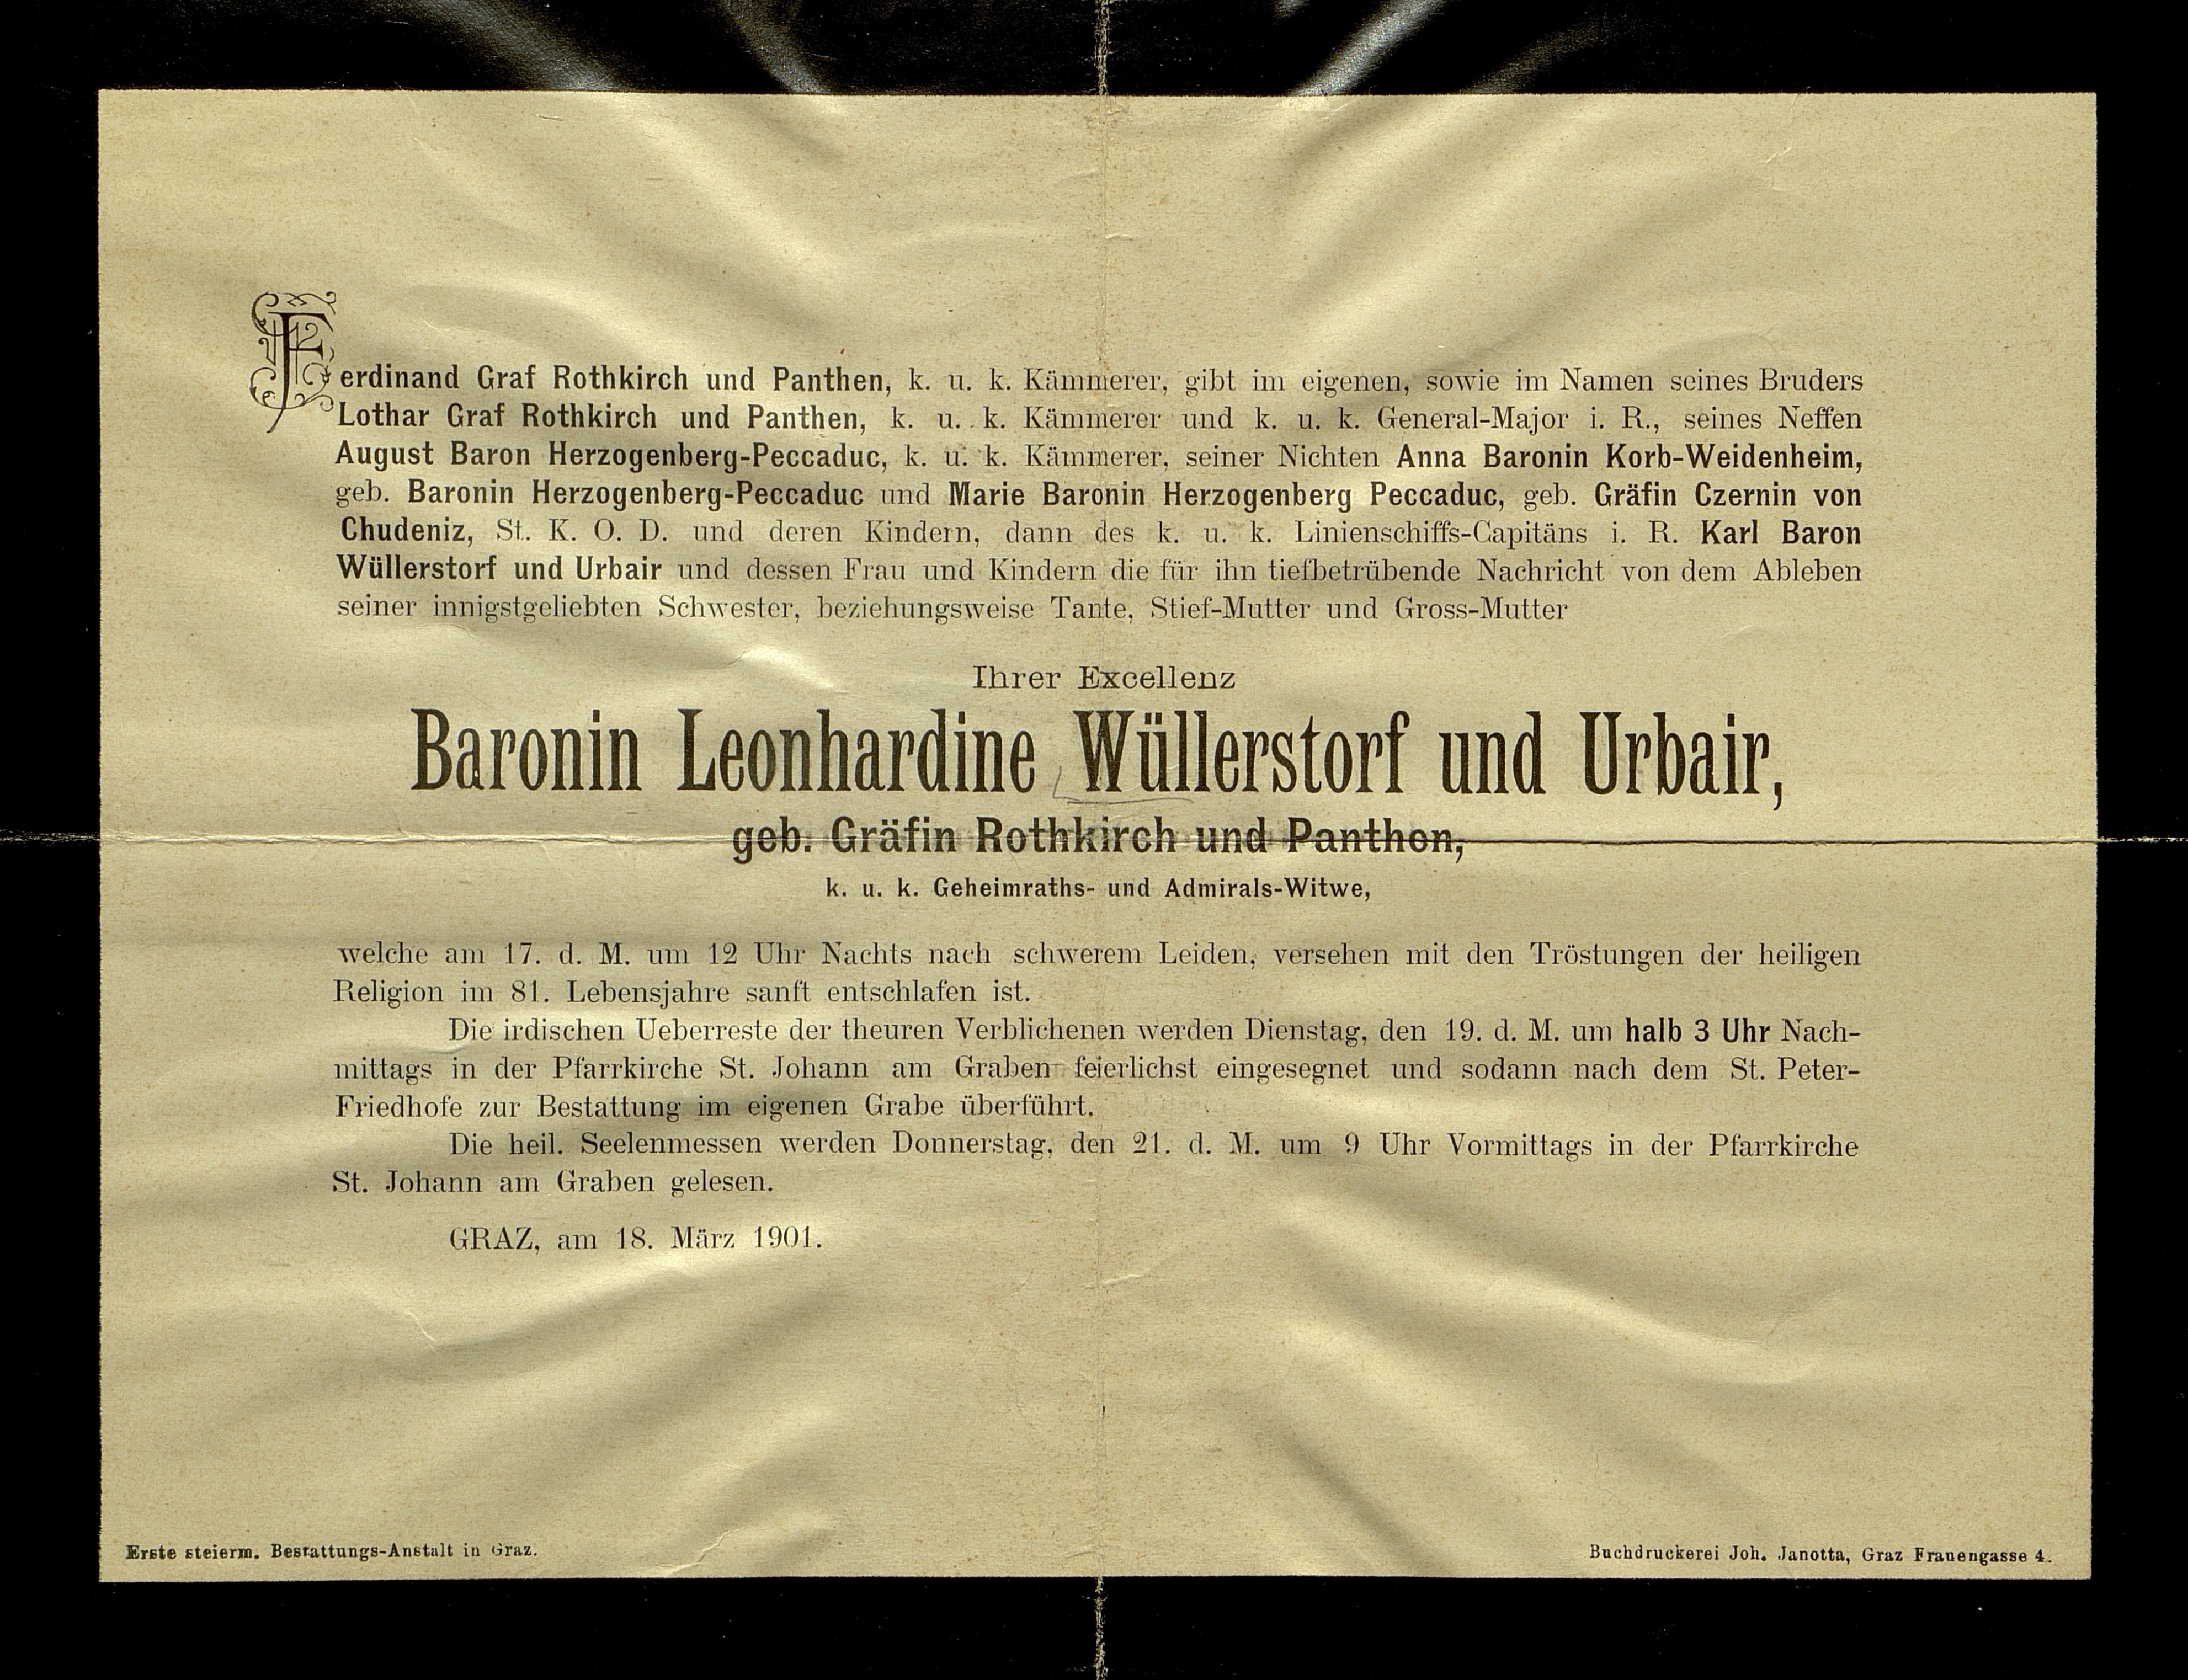 Ferdinand Graf Rothkirch und Panthen, k. u. k. Kämmerer, gibt im eigenen, sowie im Namen seines Bruders
Lothar Graf Rothkirch und Panthen, k. u. k. Kämmerer und k. u. k. General-Major i. R., seines Neffen
August Baron Herzogenberg-Peccaduc, k. u. k. Kämmerer, seiner Nichten Anna Baronin Korb-Weidenheim,
geb. Baronin Herzogenberg-Peccaduc und Marie Baronin Herzogenberg Peccaduc, geb. Gräfin Czernin von
Chudeniz, St. K. O. D. und deren Kindern, dann des k. u. k. Linienschiffs-Capitäns i. R. Karl Baron
Wüllerstorf und Urbair und dessen Frau und Kindern die für ihn tiefbetrübende Nachricht von dem Ableben
seiner innigstgeliebten Schwester, beziehungsweise Tante, Stief-Mutter und Gross-Mutter
Ihrer Excellenz
Baronin Leonhardine Wüllerstorf und Urbair,
geb. Gräfin Rothkirch und Panthen,
k. u. k. Geheimraths- und Admirals-Witwe,
welche am 17. d. M. um 12 Uhr Nachts nach schwerem Leiden, versehen mit den Tröstungen der heiligen
Religion im 81. Lebensjahre sanft entschlafen ist.
Die irdischen Ueberreste der theuren Verblichenen werden Dienstag, den 19. d. M. um halb 3 Uhr Nach-
mittags in der Pfarrkirche St. Johann am Graben feierlichst eingesegnet und sodann nach dem St. Peter-
Friedhofe zur Bestattung im eigenen Grabe überführt.
Die heil. Seelenmessen werden Donnerstag, den 21. d. M. um 9 Uhr Vormittags in der Pfarrkirche
St. Johann am Graben gelesen.
GRAZ, am 18. März 1901.
Erste steierm. Bestattungs-Anstalt in Graz.
Buchdruckerei Joh. Janotta, Graz Frauengasse 4.